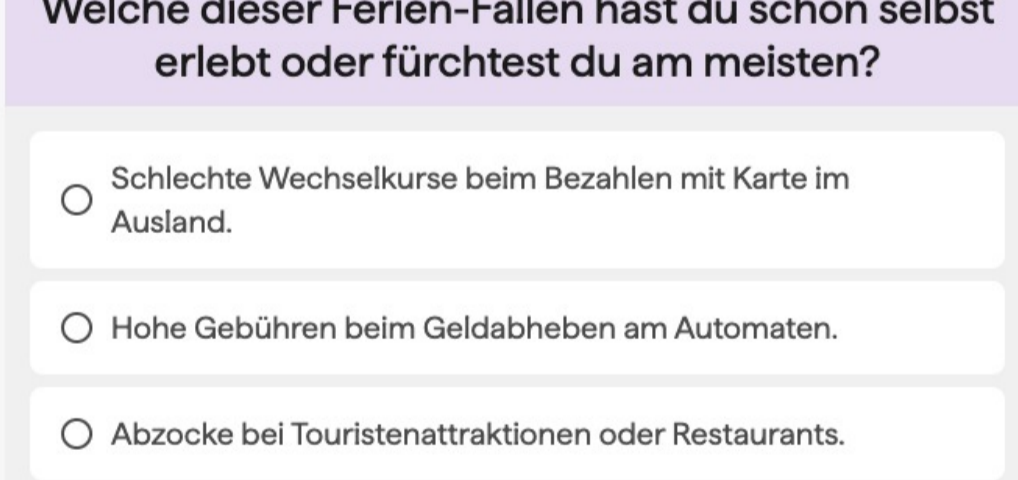 Welche dieser Ferien-Fallen hast du schon selbst
erlebt oder fürchtest du am meisten?
Schlechte Wechselkurse beim Bezahlen mit Karte im
Ausland.
Hohe Gebühren beim Geldabheben am Automaten.
Abzocke bei Touristenattraktionen oder Restaurants.